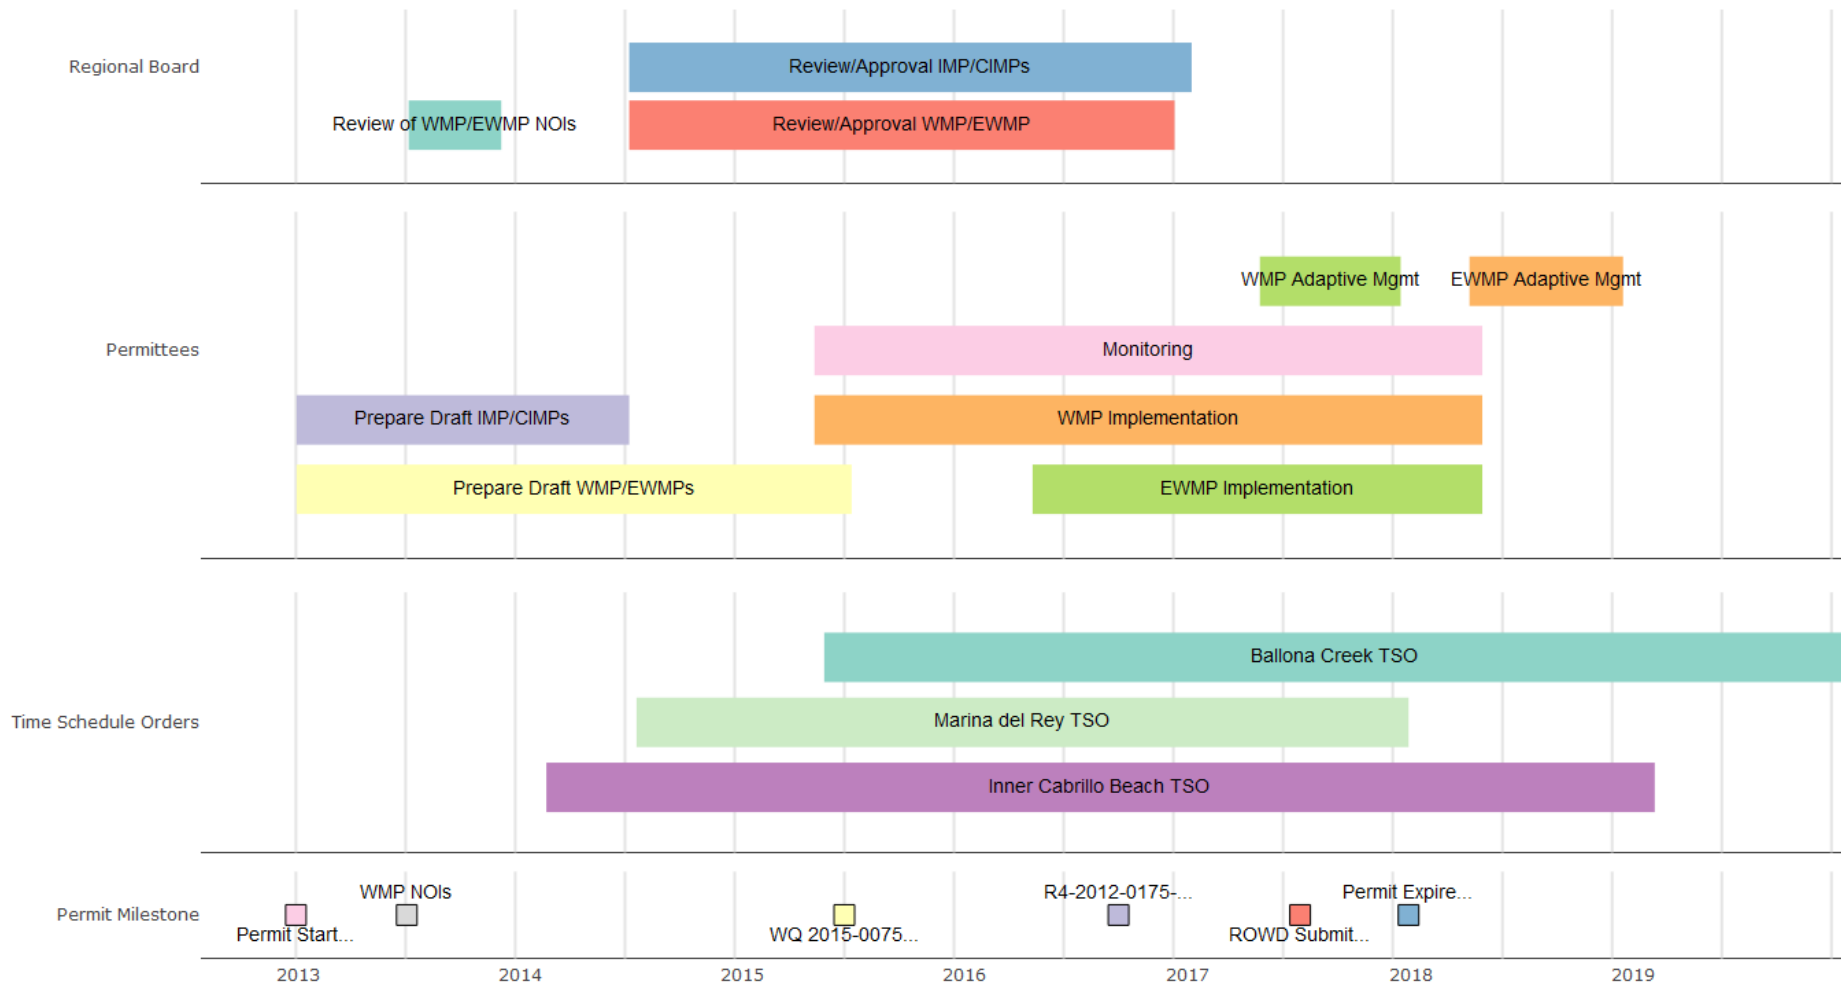 Regional Board
Review/Approval IMP/CIMPs
Review of WMP/EWMP NOIs
Review/Approval WMP/EWMP
Permittees
WMP Adaptive Mgmt
EWMP Adaptive Mgmt
Monitoring
Prepare Draft IMP/CIMPs
WMP Implementation
Prepare Draft WMP/EWMPs
EWMP Implementation
Time Schedule Orders
Ballona Creek TSO
Marina del Rey TSO
Inner Cabrillo Beach TSO
Permit Milestone
WMP NOIs
R4-2012-0175-...
Permit Expire...
Permit Start...
WQ 2015-0075...
ROWD Submit...
2013
2014
2015
2016
2017
2018
2019